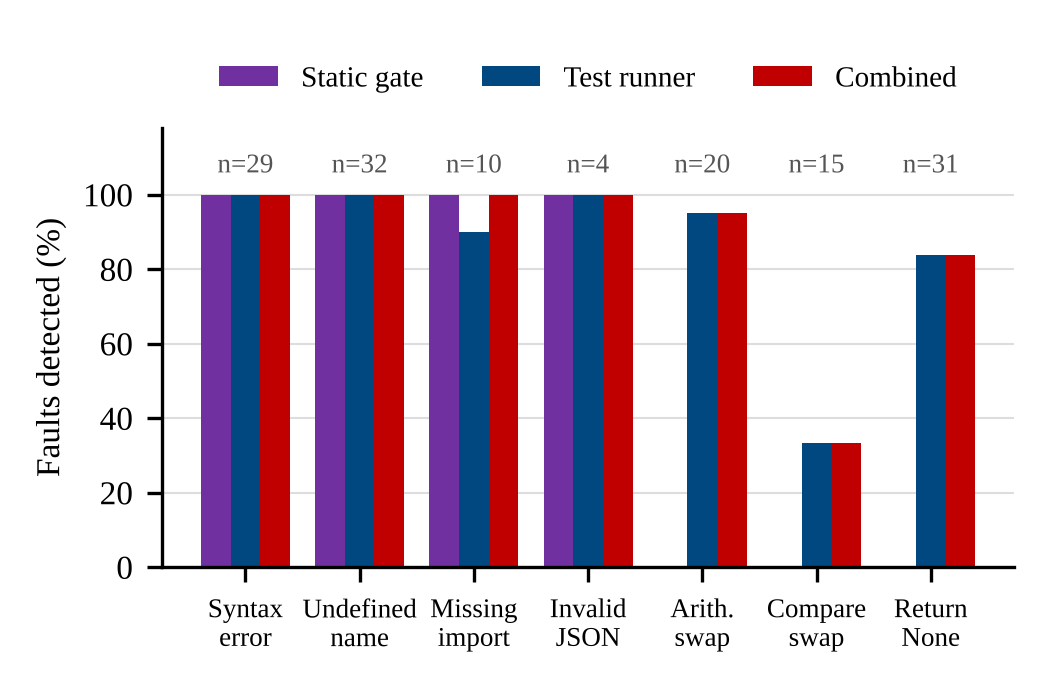 Static gate Test runner Combined
n=29 n=32 n=10 n=4 n=20 n=15 n=31
Faults detected (%)
100
80
60
40
20
0
Syntax error
Undefined name
Missing import
Invalid JSON
Arith. swap
Compare swap
Return None